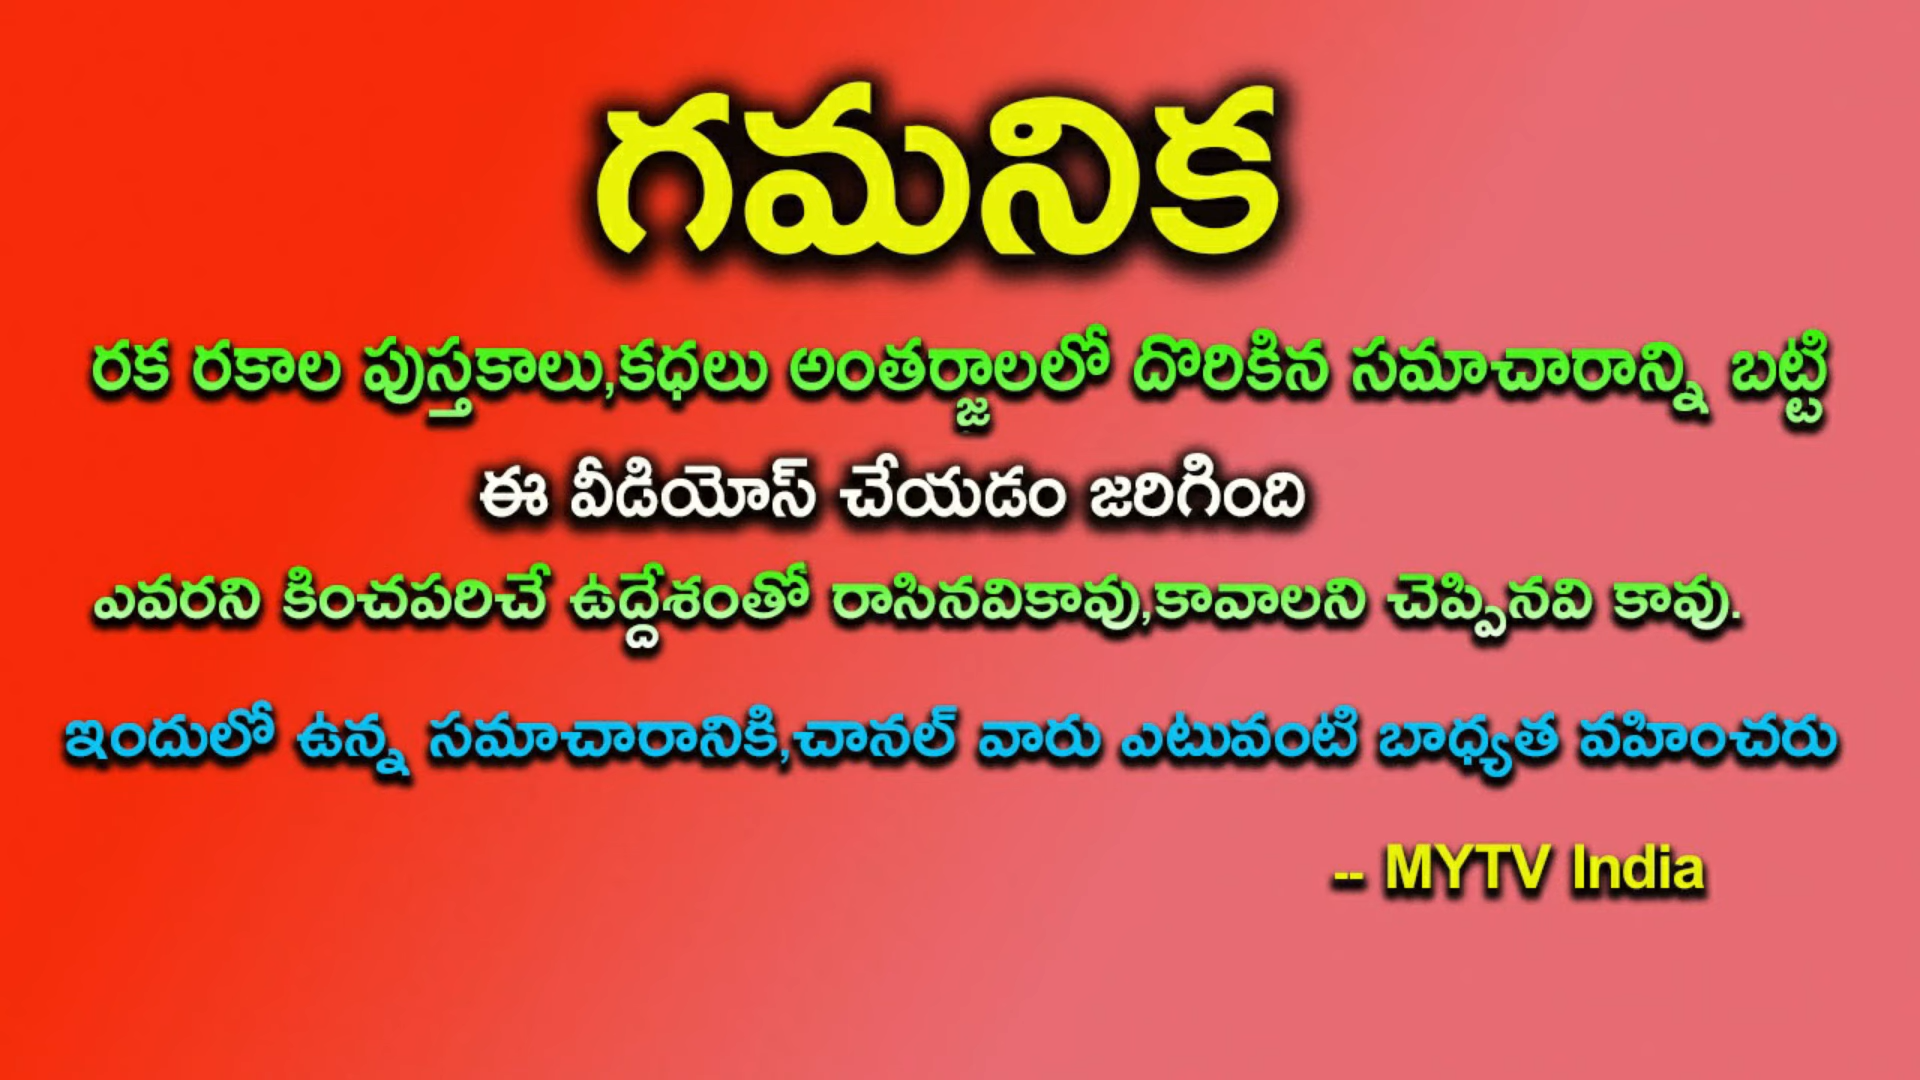 గమనిక
రక రకాల పుస్తకాలు,కధలు అంతర్జాలలో దొరికిన సమాచారాన్ని బట్టి
ఈ వీడియోస్ చేయడం జరిగింది
ఎవరని కించపరిచే ఉద్దేశంతో రాసినవికావు,కావాలని చెప్పినవి కావు.
ఇందులో ఉన్న సమాచారానికి,చానల్ వారు ఎటువంటి బాధ్యత వహించరు
-- MYTV India